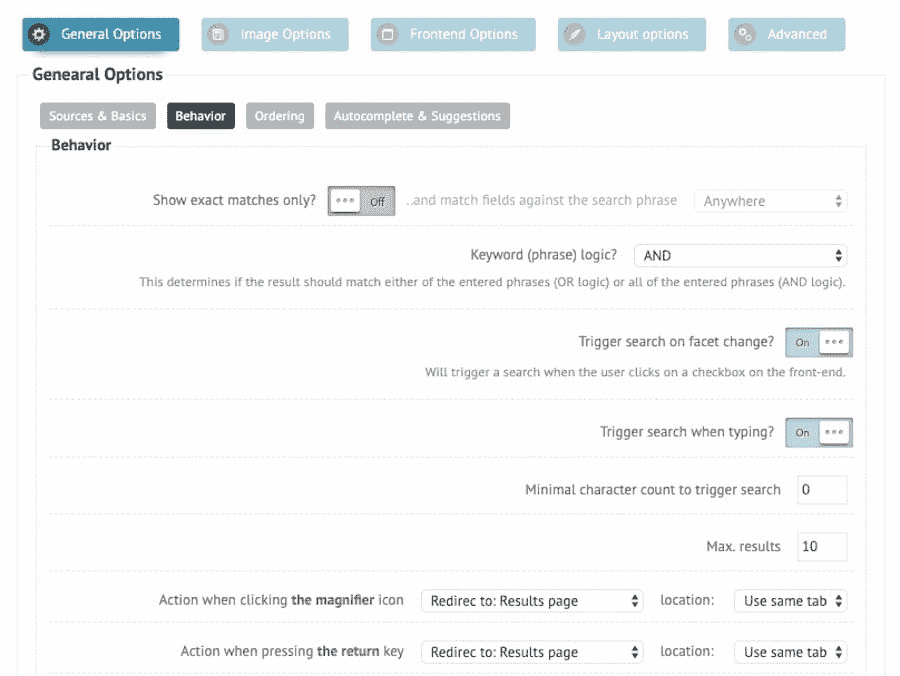 General Options Image Options Frontend Options Layout options Advanced
Genearal Options
Sources & Basics Behavior Ordering Autocomplete & Suggestions
Behavior
Show exact matches only? Off ..and match fields against the search phrase Anywhere
Keyword (phrase) logic? AND
This determines if the result should match either of the entered phrases (OR logic) or all of the entered phrases (AND logic).
Trigger search on facet change? On
Will trigger a search when the user clicks on a checkbox on the front-end.
Trigger search when typing? On
Minimal character count to trigger search 0
Max. results 10
Action when clicking the magnifier icon Redirec to: Results page location: Use same tab
Action when pressing the return key Redirec to: Results page location: Use same tab